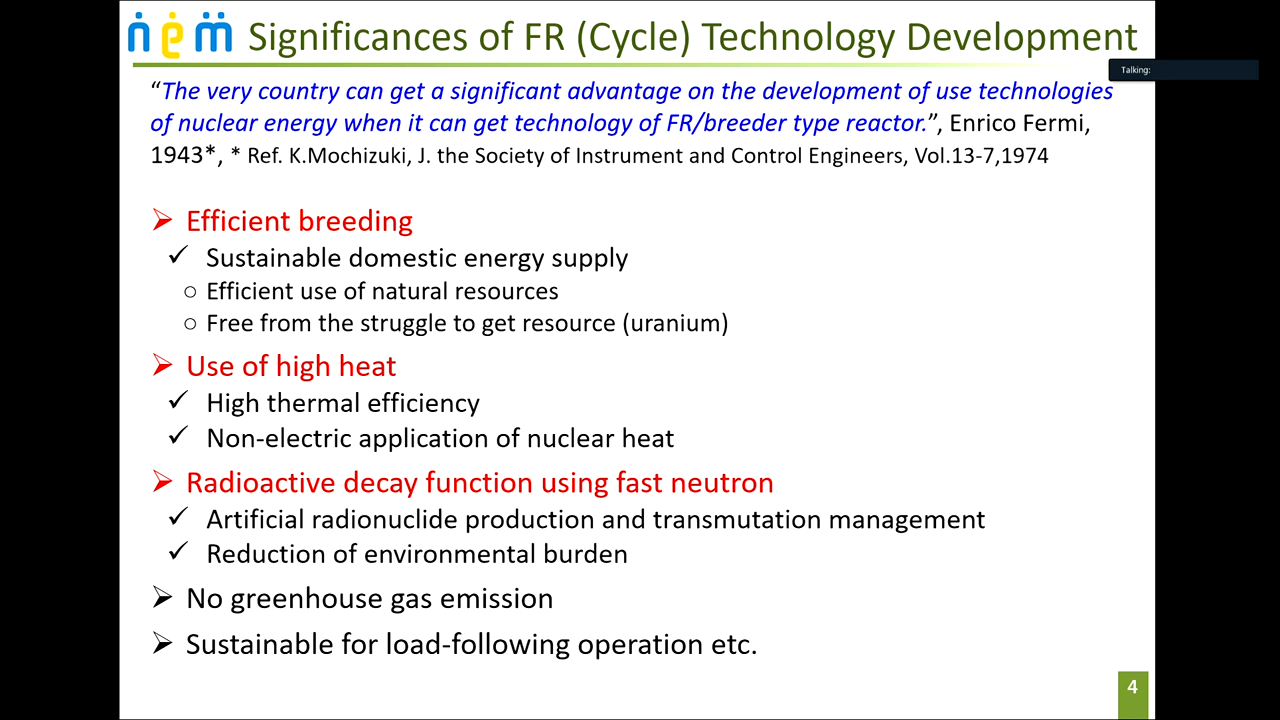 nem Significances of FR (Cycle) Technology Development
Talking:
“The very country can get a significant advantage on the development of use technologies
of nuclear energy when it can get technology of FR/breeder type reactor.”, Enrico Fermi,
1943*, * Ref. K.Mochizuki, J. the Society of Instrument and Control Engineers, Vol.13-7,1974
➢ Efficient breeding
✓ Sustainable domestic energy supply
○ Efficient use of natural resources
○ Free from the struggle to get resource (uranium)
➢ Use of high heat
✓ High thermal efficiency
✓ Non-electric application of nuclear heat
➢ Radioactive decay function using fast neutron
✓ Artificial radionuclide production and transmutation management
✓ Reduction of environmental burden
➢ No greenhouse gas emission
➢ Sustainable for load-following operation etc.
4